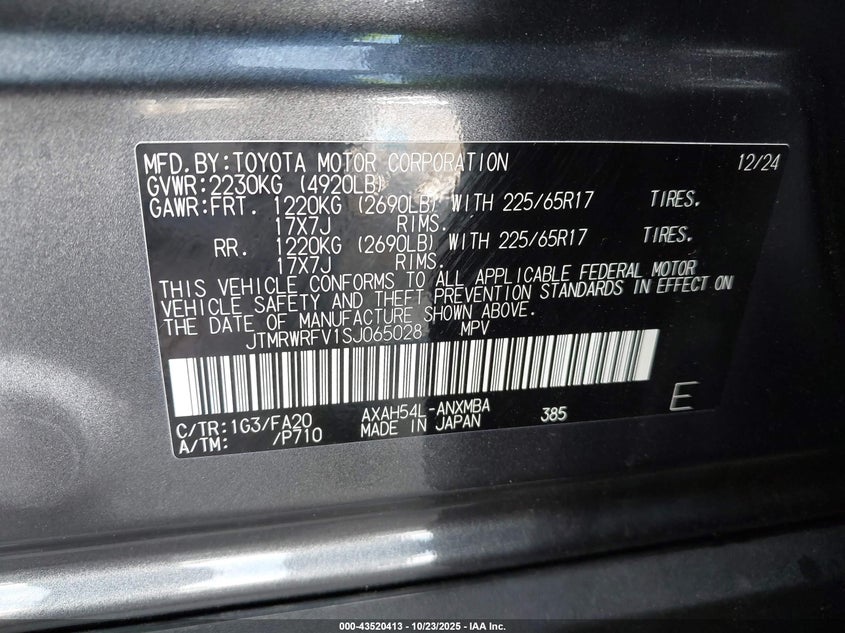 MFD.BY:TOYOTA MOTOR CORPORATION 12/24
GVWR:2230KG (4920LB)
GAWR:FRT. 1220KG (2690LB) WITH 225/65R17 TIRES.
17X7J RIMS.
RR. 1220KG (2690LB) WITH 225/65R17 TIRES.
17X7J RIMS.
THIS VEHICLE CONFORMS TO ALL APPLICABLE FEDERAL MOTOR
VEHICLE SAFETY AND THEFT PREVENTION STANDARDS IN EFFECT ON
THE DATE OF MANUFACTURE SHOWN ABOVE.
JTMRWRFV1SJ065028 MPV
C/TR:1G3/FA20 AXAH54L-ANXMBA 385 E
A/TM: /P710 MADE IN JAPAN
000-43520413 - 10/23/2025 - IAA Inc.